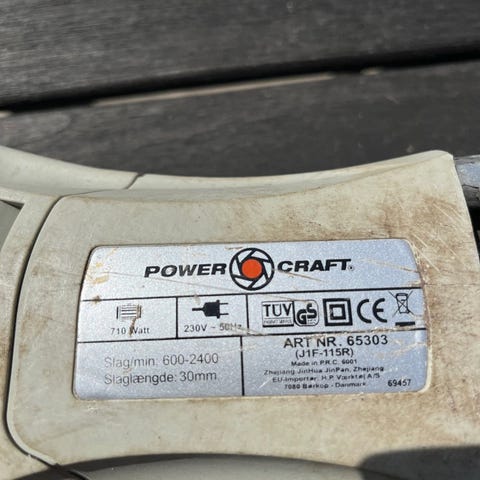 POWER CRAFT®
710 Watt
230V ~ 50Hz
TUV GS CE
Slag/min: 600-2400
Slaglængde: 30mm.
ART NR. 65303
(J1F-115R)
Made in P.R.C. 6001
Zhejiang JinHua JinPan, Zhejiang
EU-Importør: H.P. Værktøj A/S
7080 Børkop - Danmark
69457